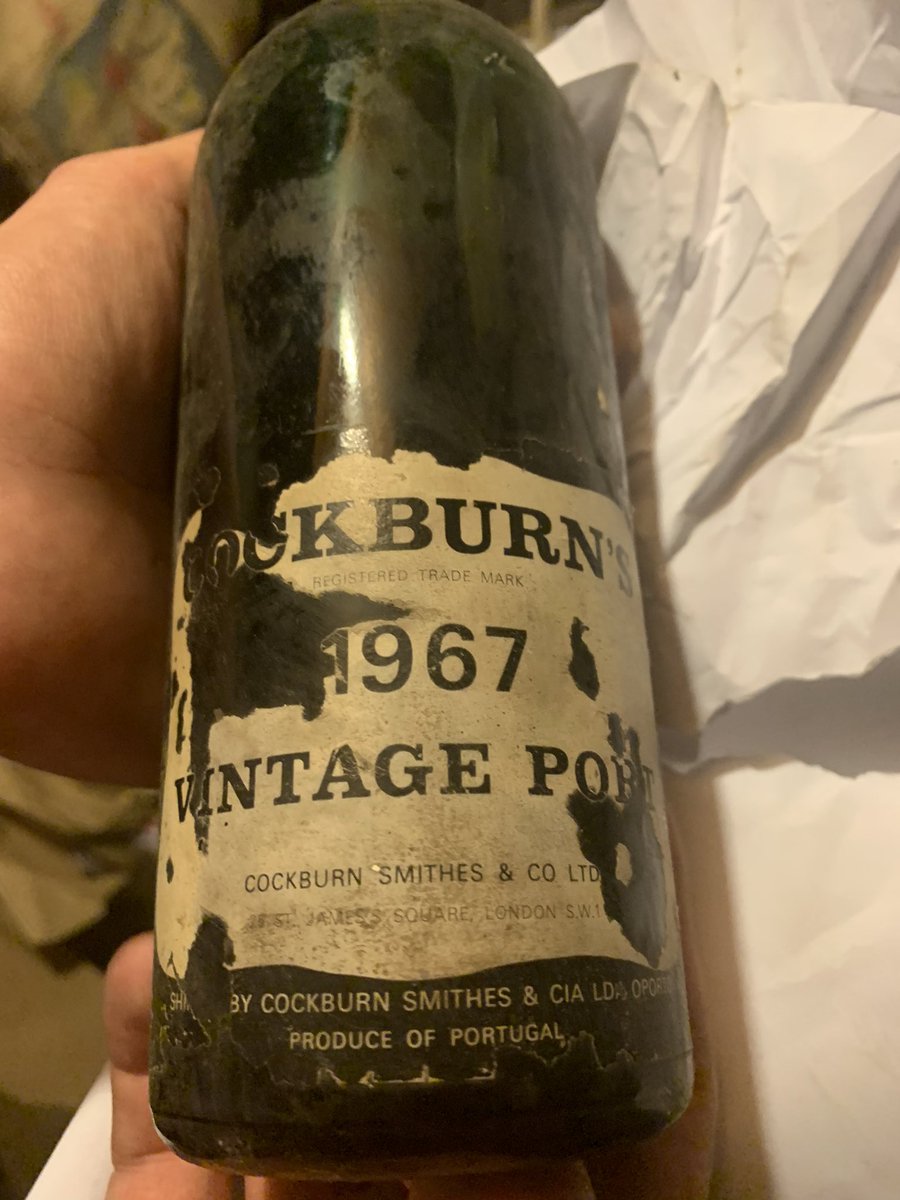 COCKBURN'S
REGISTERED TRADE MARK
1967
VINTAGE PORT
COCKBURN SMITHES & CO LTD
ST. JAMES'S SQUARE, LONDON S.W.1
BY COCKBURN SMITHES & CIA LDA OPORTO
PRODUCE OF PORTUGAL